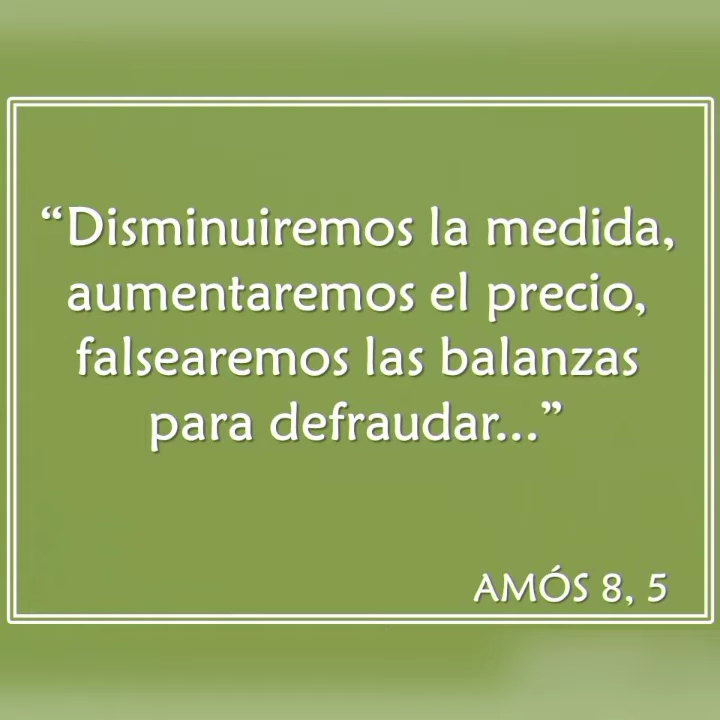 “Disminuiremos la medida,
aumentaremos el precio,
falsearemos las balanzas
para defraudar...”
AMÓS 8, 5